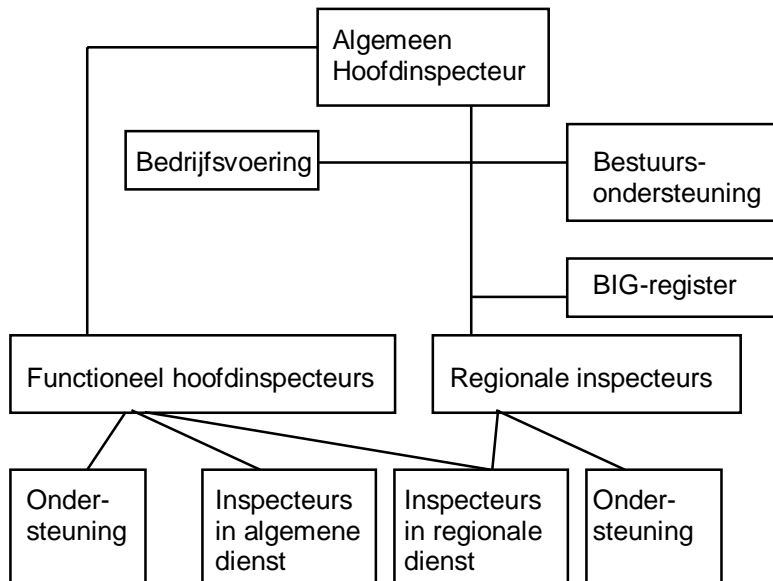 Algemeen
Hoofdinspecteur
Bedrijfsvoering
Bestuurs-
ondersteuning
BIG-register
Functioneel hoofdinspecteurs
Regionale inspecteurs
Onder-
steuning
Inspecteurs
in algemene
dienst
Inspecteurs
in regionale
dienst
Onder-
steuning